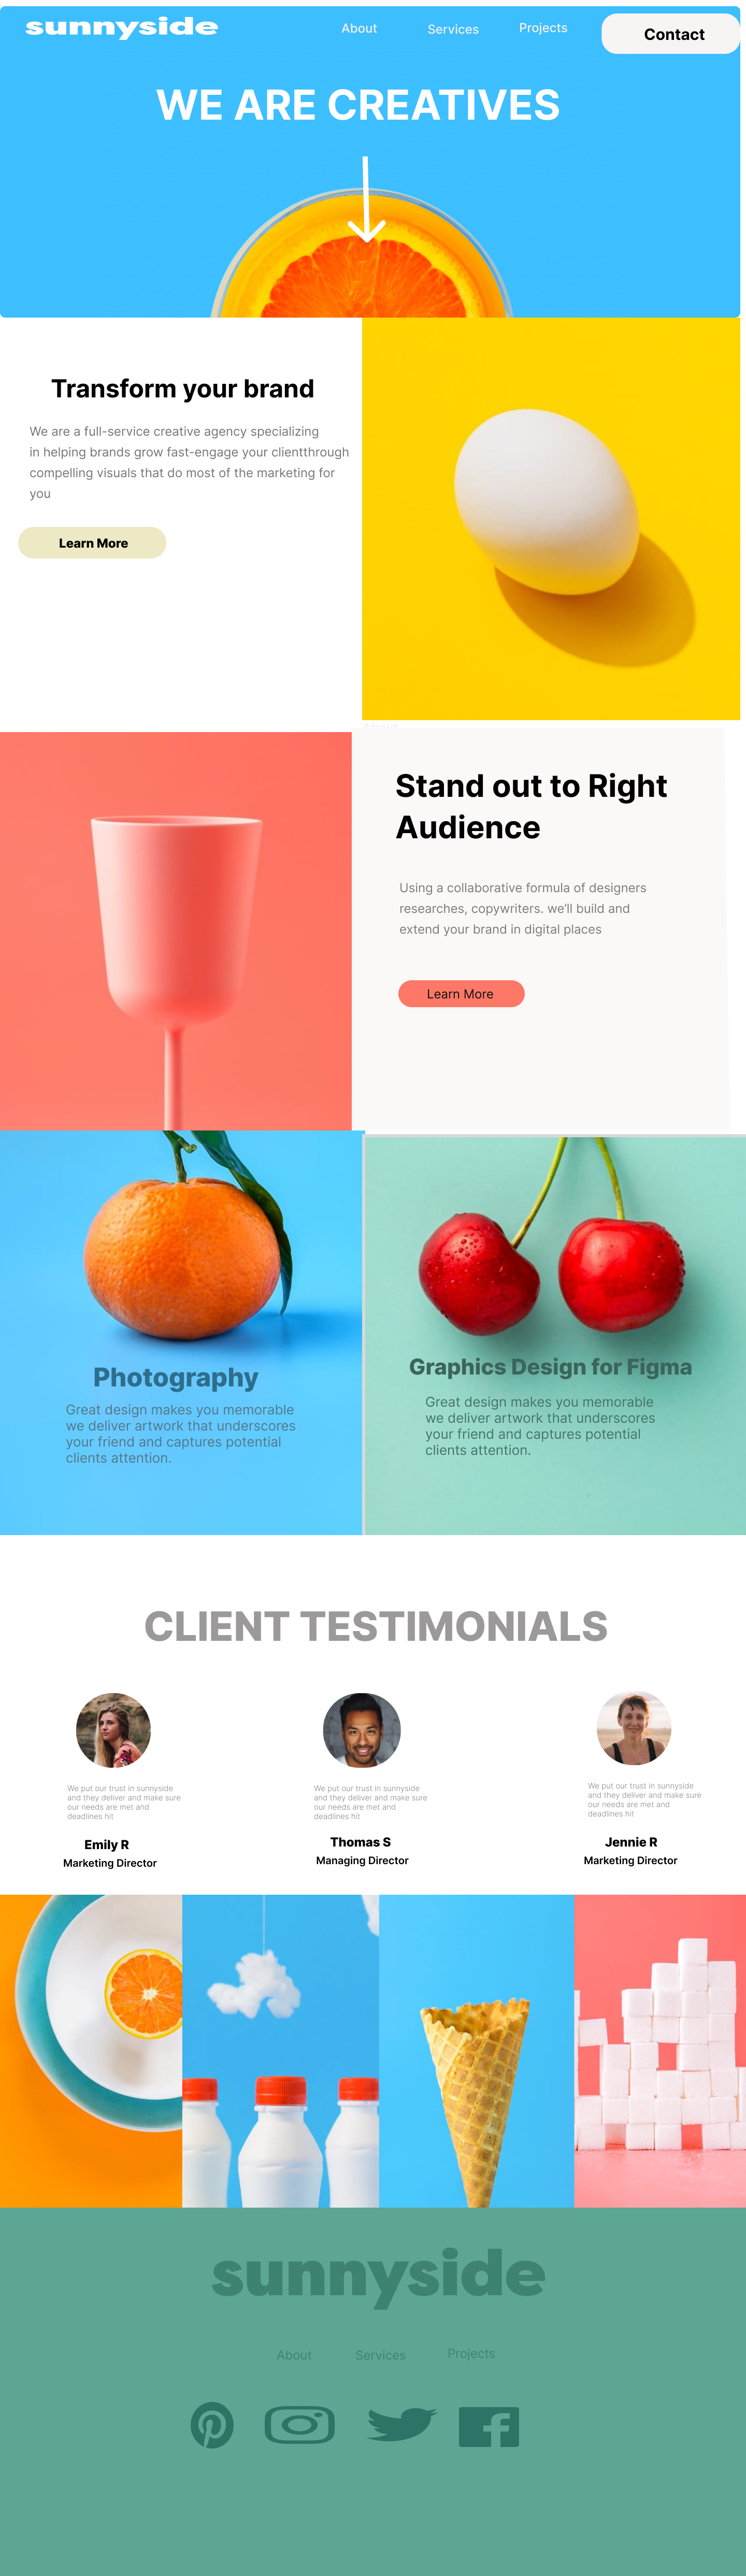 sunnyside
About Services Projects Contact
WE ARE CREATIVES
Transform your brand
We are a full-service creative agency specializing
in helping brands grow fast-engage your clientthrough
compelling visuals that do most of the marketing for
you
Learn More
About
Stand out to Right
Audience
Using a collaborative formula of designers
researches, copywriters. we'll build and
extend your brand in digital places
Learn More
Photography
Great design makes you memorable
we deliver artwork that underscores
your friend and captures potential
clients attention.
Graphics Design for Figma
Great design makes you memorable
we deliver artwork that underscores
your friend and captures potential
clients attention.
CLIENT TESTIMONIALS
We put our trust in sunnyside
and they deliver and make sure
our needs are met and
deadlines hit
Emily R
Marketing Director
We put our trust in sunnyside
and they deliver and make sure
our needs are met and
deadlines hit
Thomas S
Managing Director
We put our trust in sunnyside
and they deliver and make sure
our needs are met and
deadlines hit
Jennie R
Marketing Director
sunnyside
About Services Projects